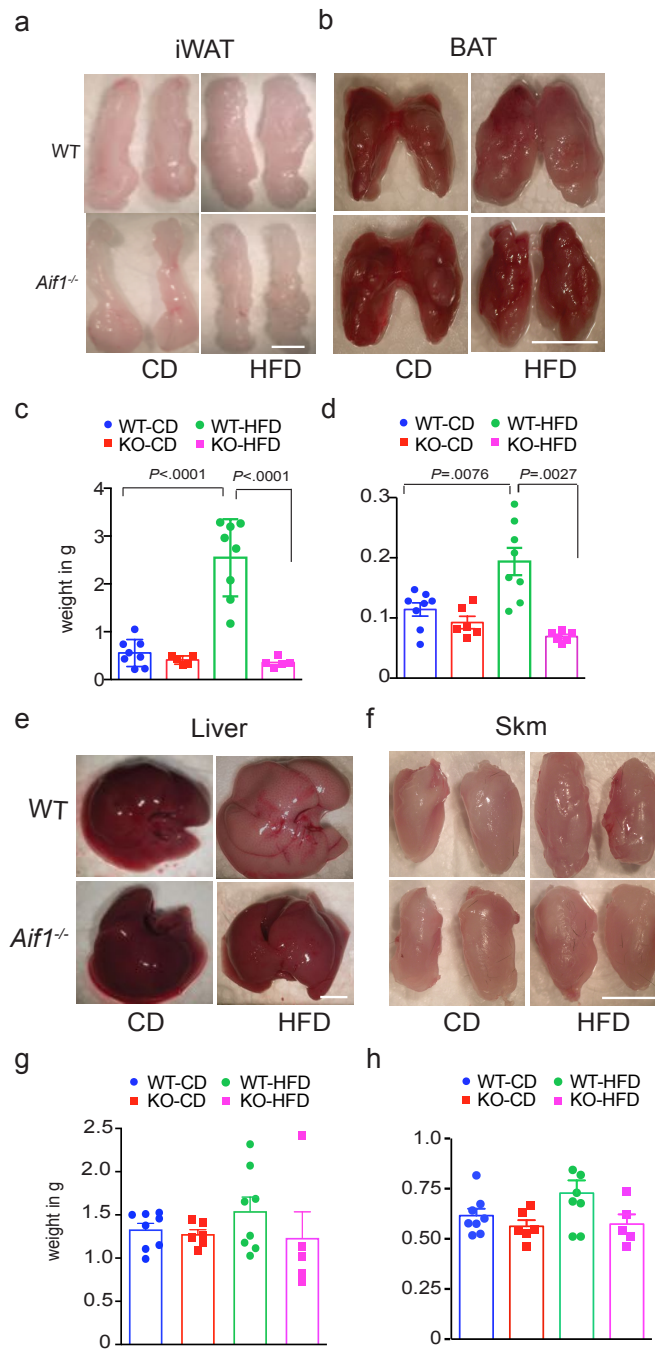 a
b
iWAT
BAT
WT
Aif1-/-
CD
HFD
CD
HFD
c
d
WT-CD
WT-HFD
KO-CD
KO-HFD
WT-CD
WT-HFD
KO-CD
KO-HFD
P<.0001
P<.0001
P=.0076
P=.0027
weight in g
4
3
2
1
0
0.3
0.2
0.1
0
e
f
Liver
Skm
WT
Aif1-/-
CD
HFD
CD
HFD
g
h
WT-CD
WT-HFD
KO-CD
KO-HFD
WT-CD
WT-HFD
KO-CD
KO-HFD
weight in g
2.5
2.0
1.5
1.0
0.5
0
1.0
0.75
0.50
0.25
0